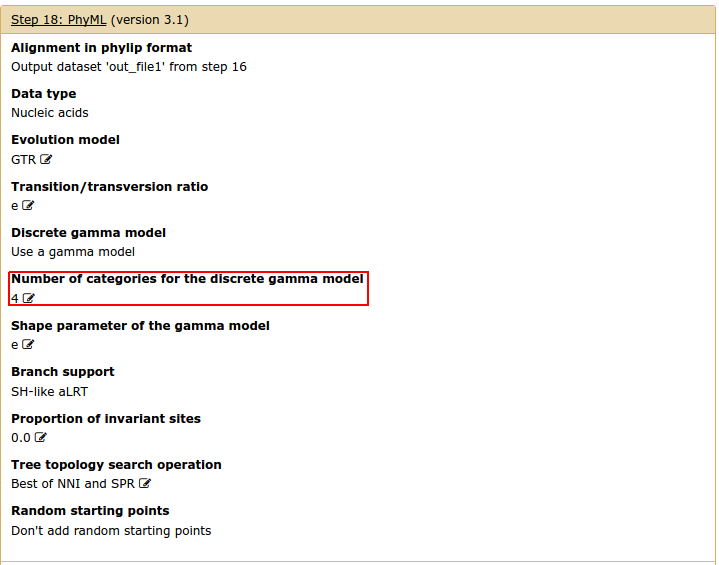 Step 18: PhyML (version 3.1)
Alignment in phylip format
Output dataset 'out_file1' from step 16
Data type
Nucleic acids
Evolution model
GTR
Transition/transversion ratio
e
Discrete gamma model
Use a gamma model
Number of categories for the discrete gamma model
4
Shape parameter of the gamma model
e
Branch support
SH-like aLRT
Proportion of invariant sites
0.0
Tree topology search operation
Best of NNI and SPR
Random starting points
Don't add random starting points